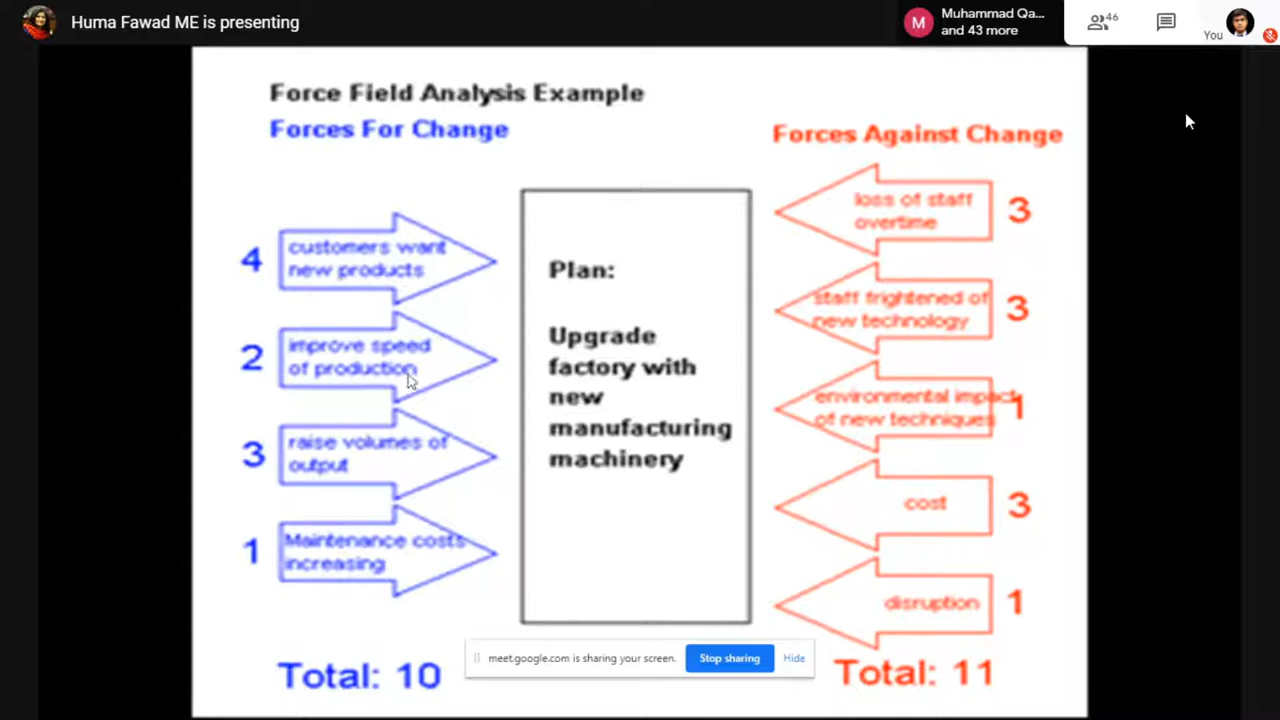 Huma Fawad ME is presenting
Muhammad Qa...
and 43 more
46
You
M
Force Field Analysis Example
Forces For Change
Forces Against Change
4
customers want
new products
2
improve speed
of production
3
raise volumes of
output
1
Maintenance costs
increasing
Plan:
Upgrade
factory with
new
manufacturing
machinery
loss of staff
overtime
3
staff frightened of
new technology
3
environmental impact
of new techniques
1
cost
3
disruption
1
meet.google.com is sharing your screen.
Stop sharing
Hide
Total: 10
Total: 11